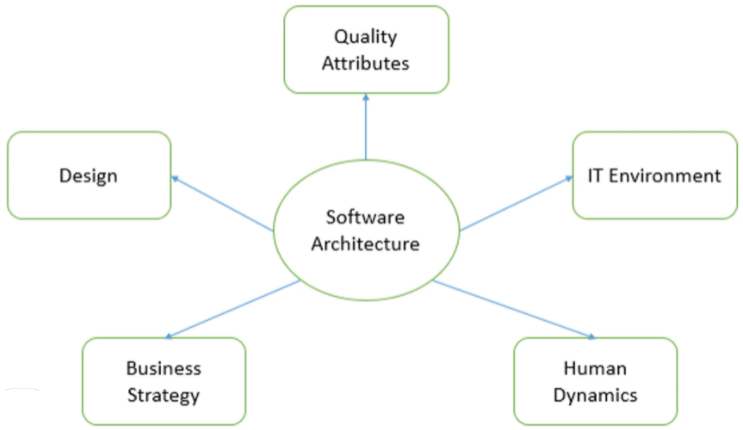 Quality
Attributes
Design
IT Environment
Software
Architecture
Business
Strategy
Human
Dynamics